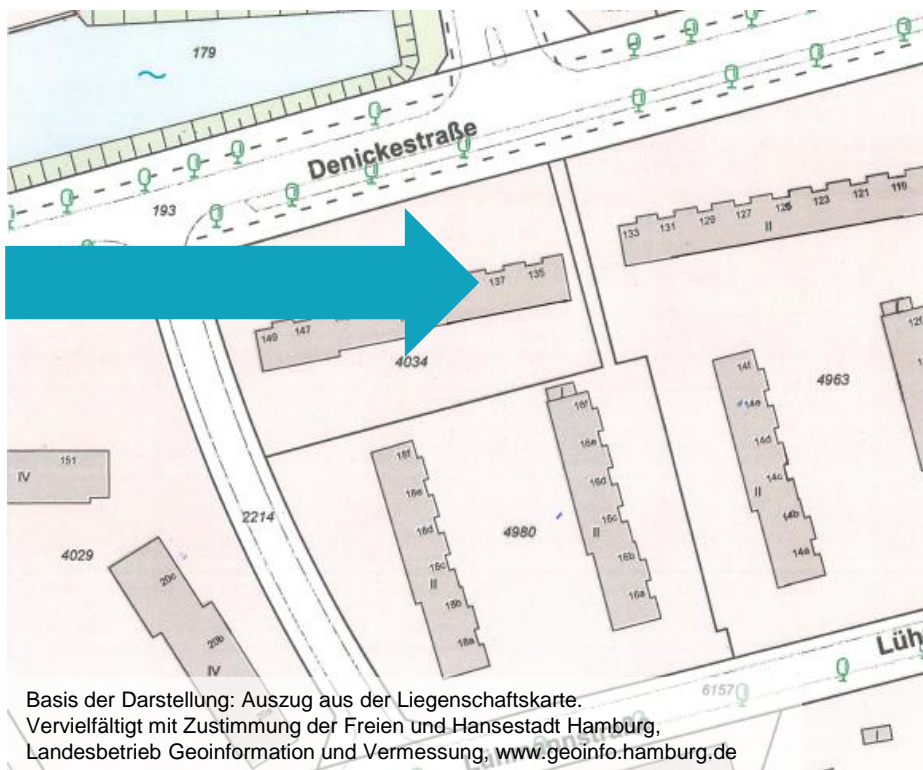 179
Denickestraße
193
133
131
129
127
125
123
121
119
II
137
135
149
147
4034
14f
14e
14d
14c
14b
14a
II
4963
16f
16e
16d
16c
16b
16a
II
18f
18e
18d
18c
18b
18a
II
4980
151
IV
2214
4029
20c
20b
IV
Lüh
6157
Lühmannstraße
Basis der Darstellung: Auszug aus der Liegenschaftskarte.
Vervielfältigt mit Zustimmung der Freien und Hansestadt Hamburg,
Landesbetrieb Geoinformation und Vermessung, www.geoinfo.hamburg.de